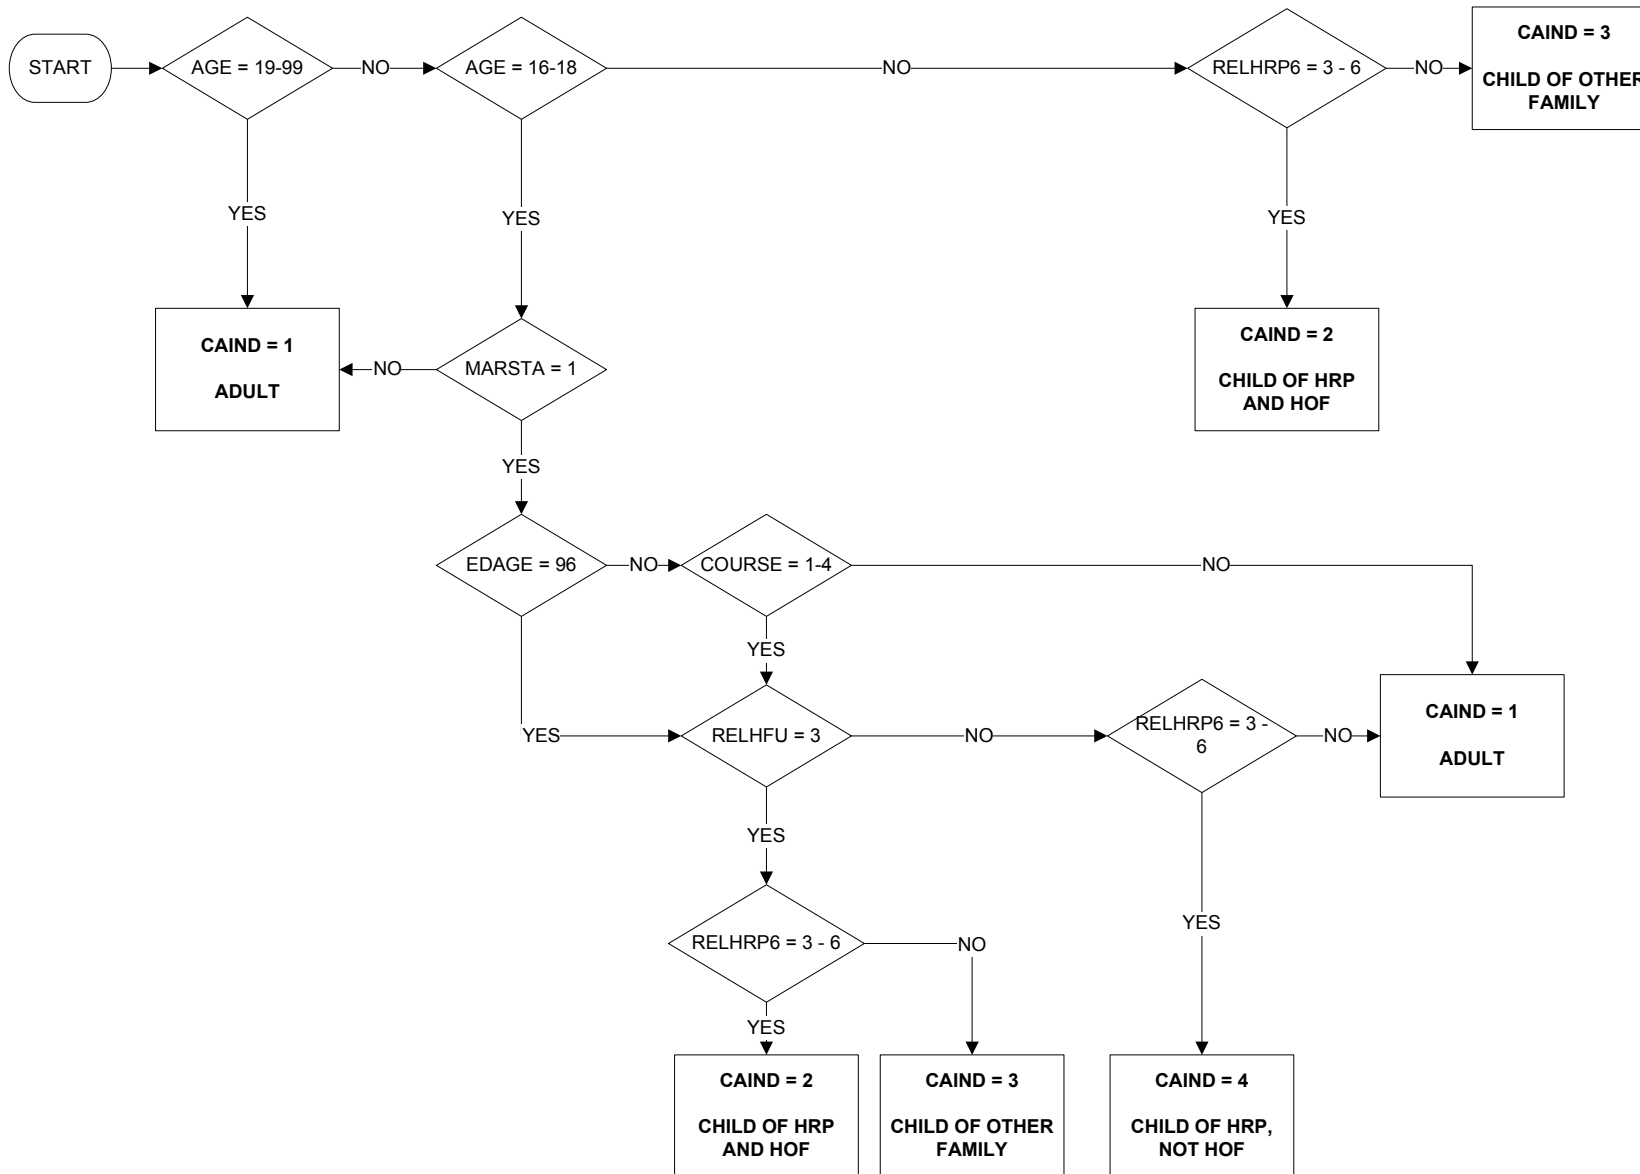 START
AGE = 19-99
NO
AGE = 16-18
NO
RELHRP6 = 3 - 6
NO
CAIND = 3
CHILD OF OTHER
FAMILY
YES
YES
YES
CAIND = 1
ADULT
NO
MARSTA = 1
CAIND = 2
CHILD OF HRP
AND HOF
YES
EDAGE = 96
NO
COURSE = 1-4
NO
YES
YES
RELHFU = 3
NO
RELHRP6 = 3 -
6
NO
CAIND = 1
ADULT
YES
YES
RELHRP6 = 3 - 6
NO
YES
CAIND = 2
CHILD OF HRP
AND HOF
CAIND = 3
CHILD OF OTHER
FAMILY
CAIND = 4
CHILD OF HRP,
NOT HOF